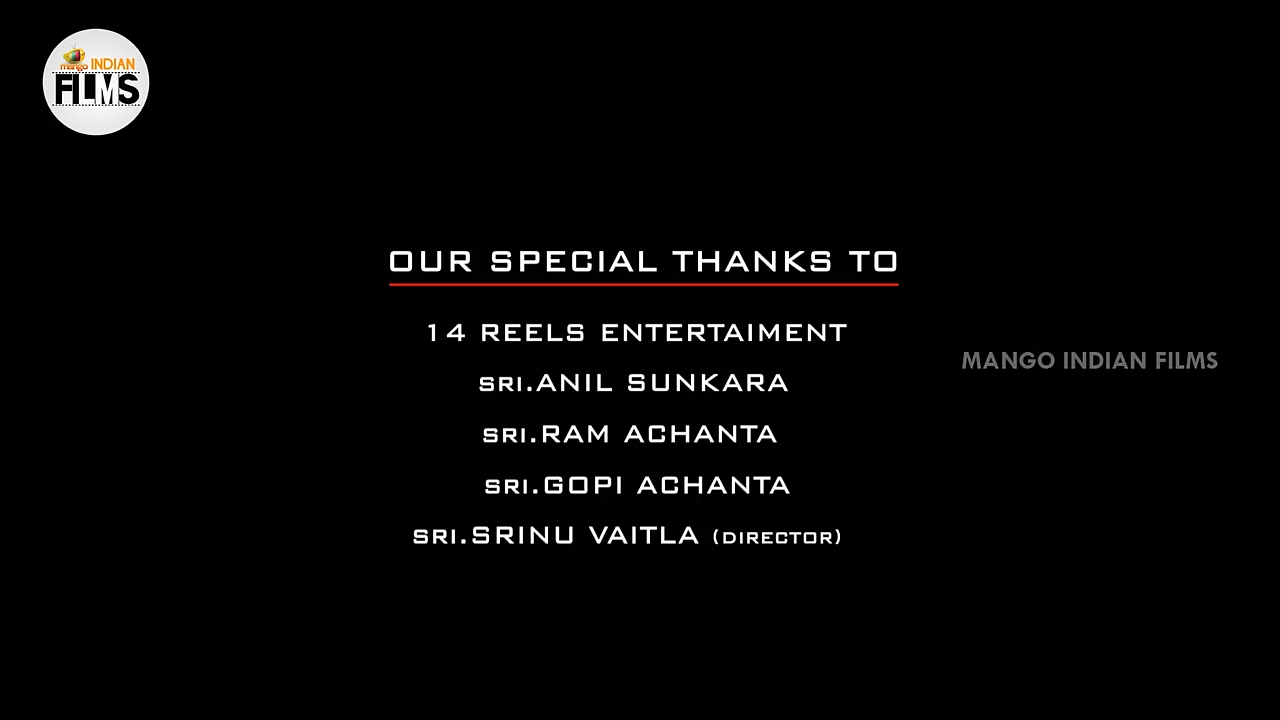 mango INDIAN
FILMS
OUR SPECIAL THANKS TO
14 REELS ENTERTAIMENT
SRI.ANIL SUNKARA
MANGO INDIAN FILMS
SRI.RAM ACHANTA
SRI.GOPI ACHANTA
SRI.SRINU VAITLA (DIRECTOR)